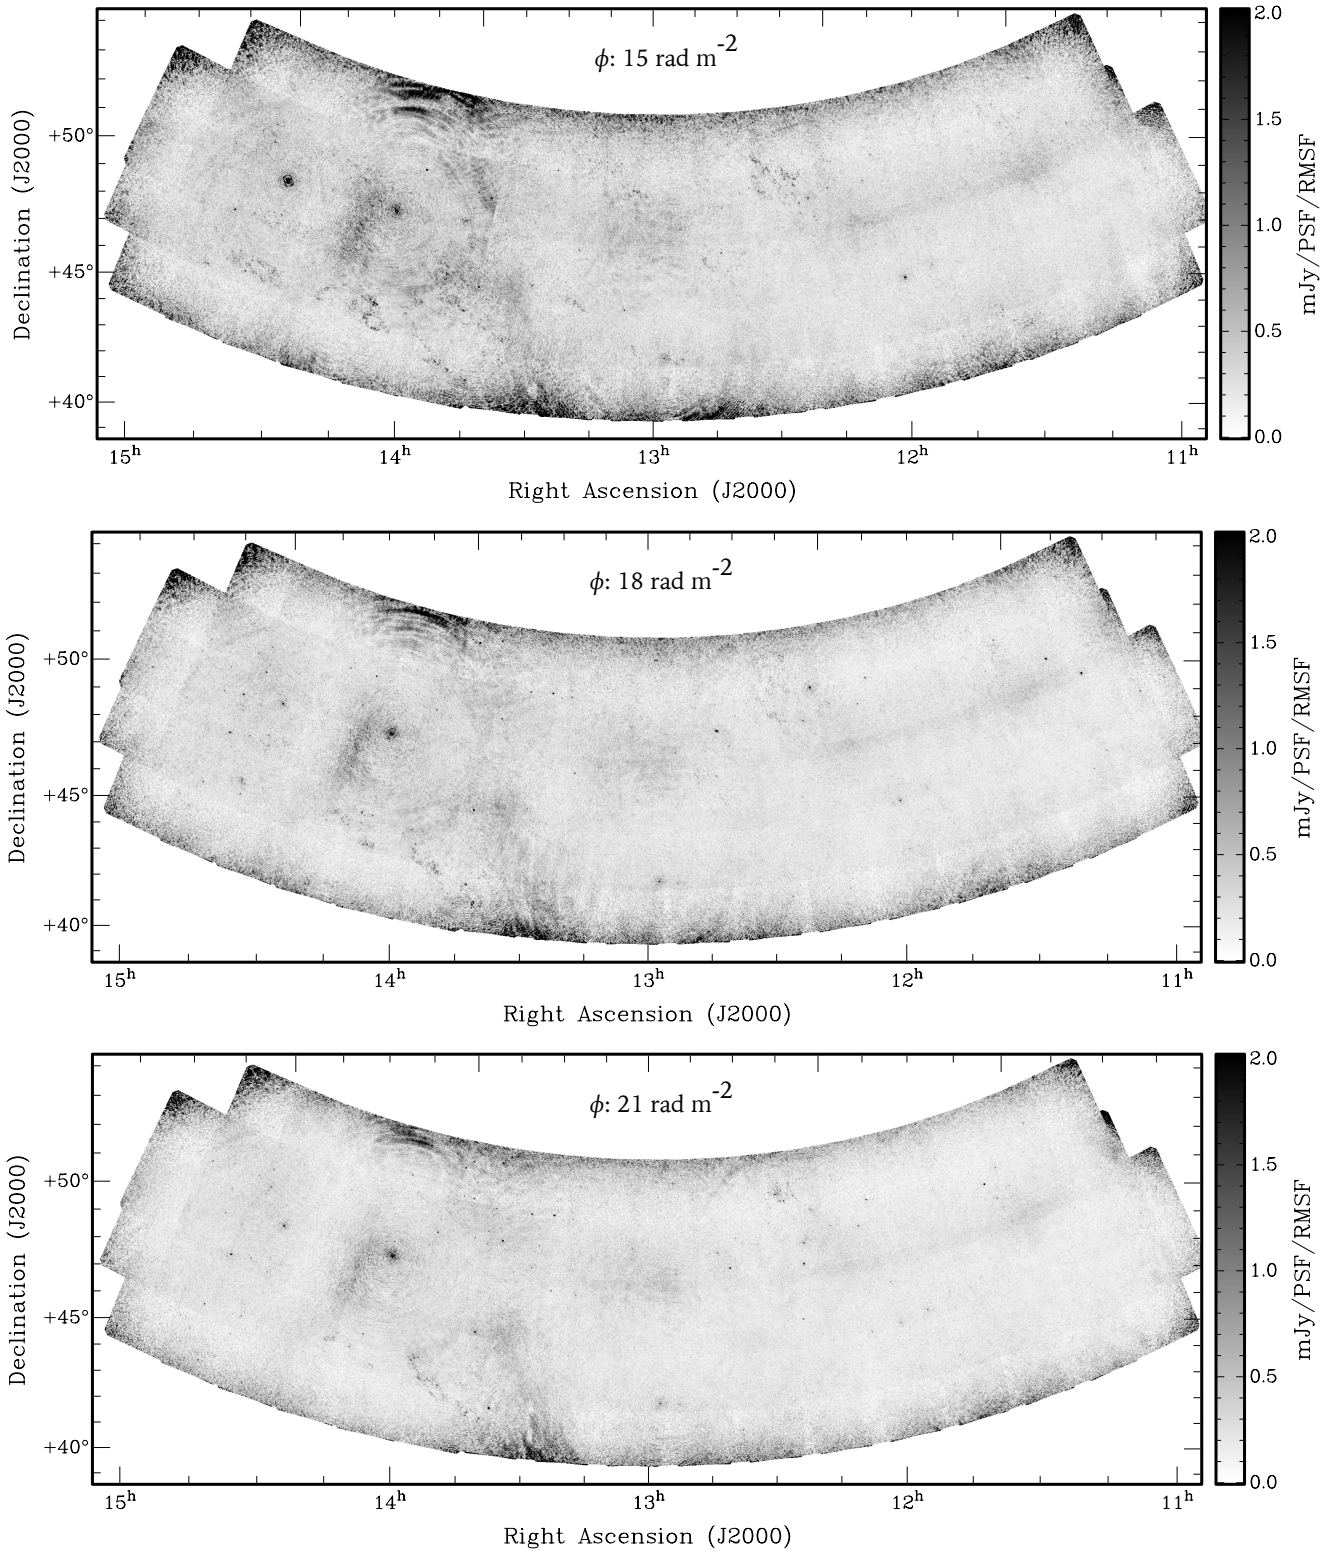 ϕ: 15 rad m-2
Declination (J2000)
+50°
+45°
+40°
15h 14h 13h 12h 11h
Right Ascension (J2000)
2.0
1.5
1.0
0.5
0.0
mJy/PSF/RMSF
ϕ: 18 rad m-2
Declination (J2000)
+50°
+45°
+40°
15h 14h 13h 12h 11h
Right Ascension (J2000)
2.0
1.5
1.0
0.5
0.0
mJy/PSF/RMSF
ϕ: 21 rad m-2
Declination (J2000)
+50°
+45°
+40°
15h 14h 13h 12h 11h
Right Ascension (J2000)
2.0
1.5
1.0
0.5
0.0
mJy/PSF/RMSF